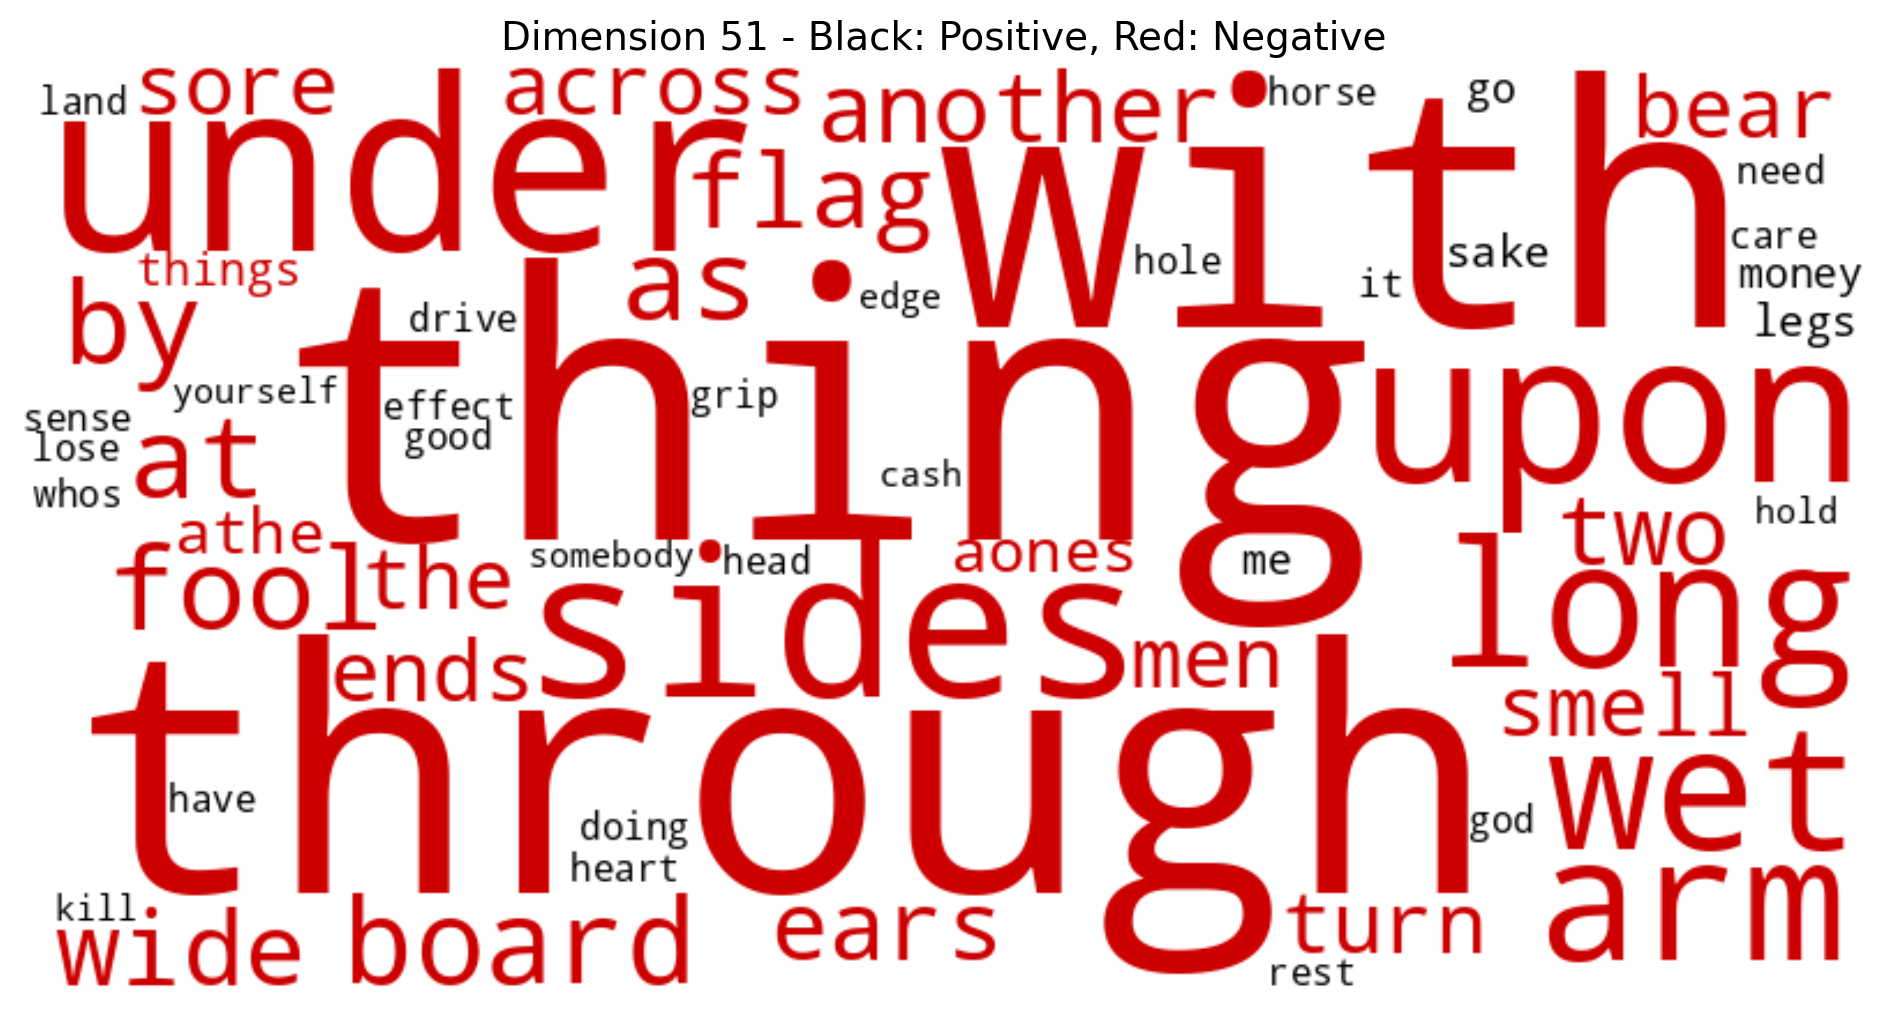 Dimension 51 - Black: Positive, Red: Negative
land sore across another horse go bear
under flag with need
things as hole it sake care
by drive edge money
thing legs
yourself effect grip upon
sense good
lose at cash
whos hold
athe somebody head aones me two
fool the sides long
ends men smell
through
have doing god wet
heart
kill arm
wide board ears turn
rest